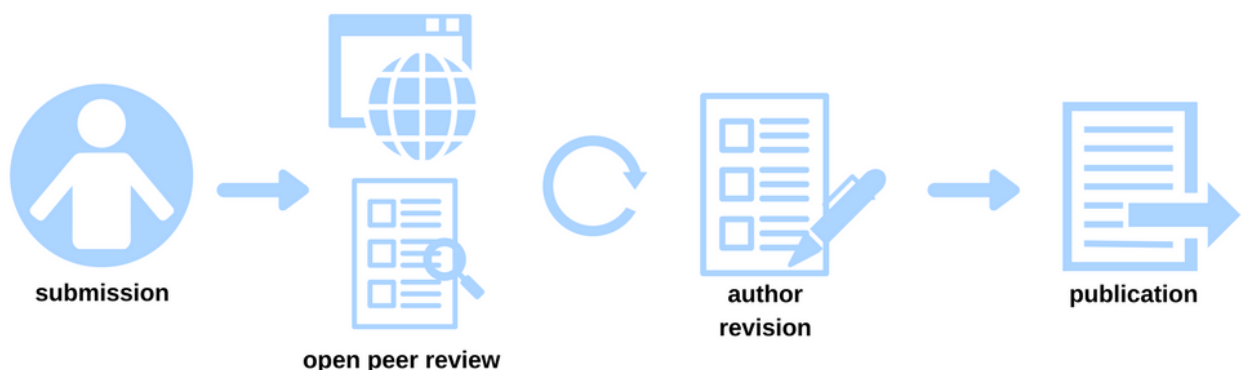 submission
open peer review
author
revision
publication